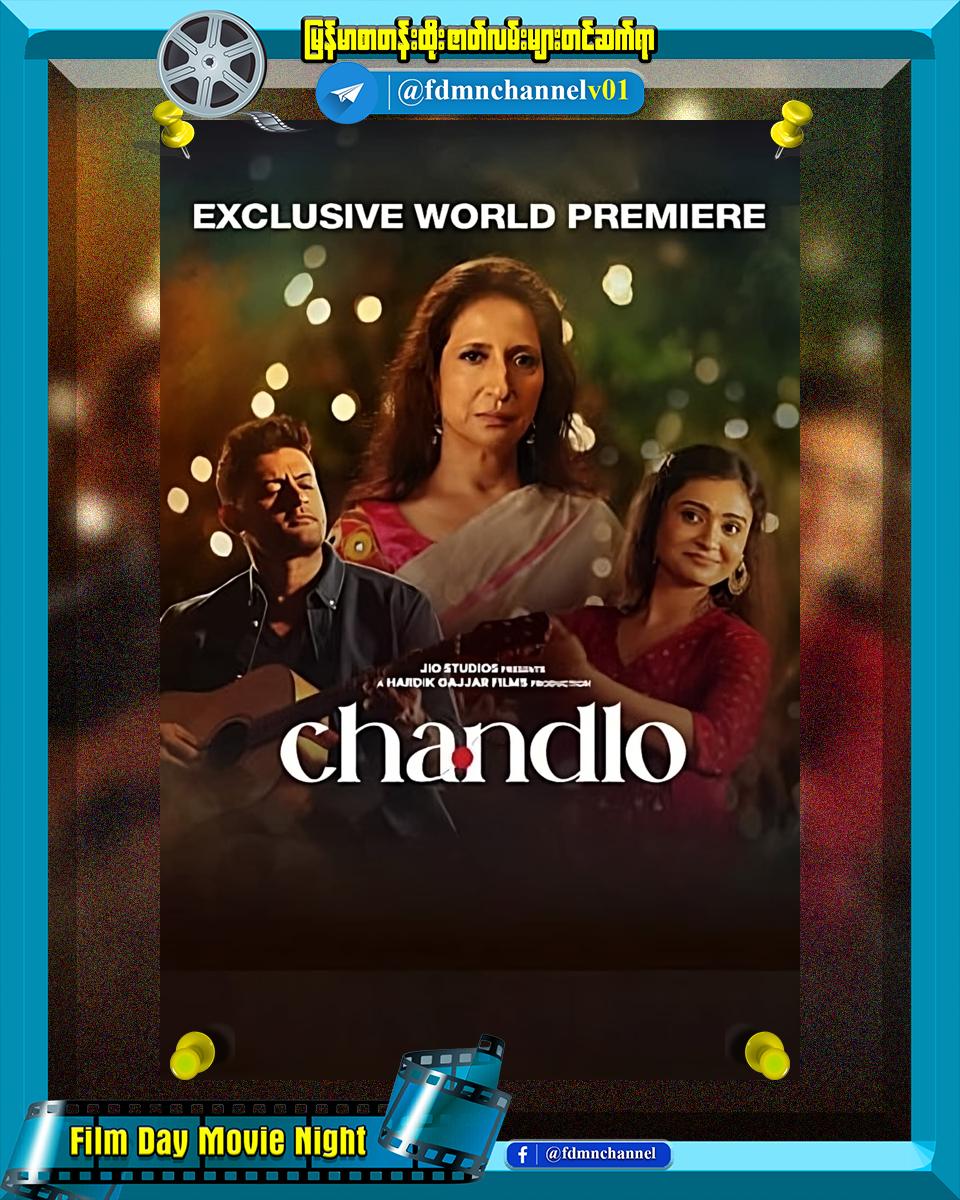 မြန်မာစာတန်းထိုးဇာတ်လမ်းများတင်ဆက်ရာ
@fdmnchannelv01
EXCLUSIVE WORLD PREMIERE
JIO STUDIOS PRESENTS
A HARDIK GAJJAR FILMS PRODUCTION
chandlo
Film Day Movie Night
f @fdmnchannel